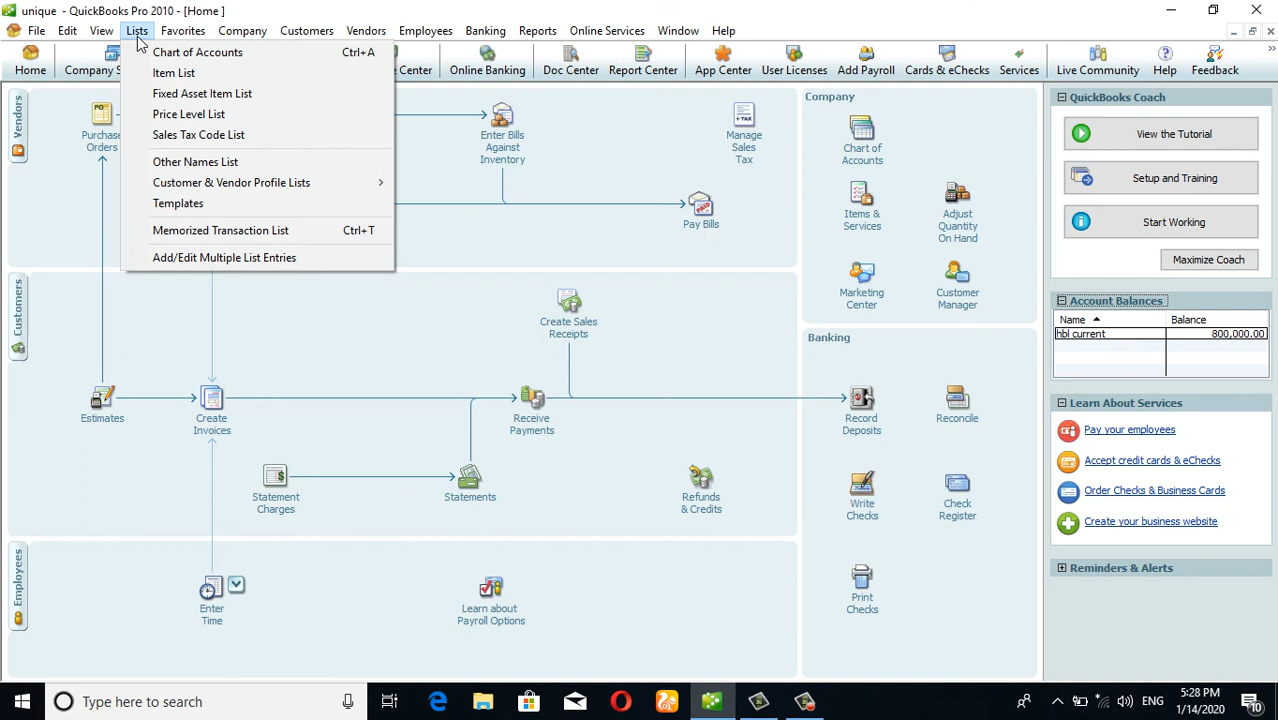 unique - QuickBooks Pro 2010 - [Home ]
File Edit View Lists Favorites Company Customers Vendors Employees Banking Reports Online Services Window Help
Home
Company S
Center
Online Banking
Doc Center
Report Center
App Center
User Licenses
Add Payroll
Cards & eChecks
Services
Live Community
Help
Feedback
Chart of Accounts Ctrl+A
Item List
Fixed Asset Item List
Price Level List
Sales Tax Code List
Other Names List
Customer & Vendor Profile Lists
Templates
Memorized Transaction List Ctrl+T
Add/Edit Multiple List Entries
Vendors
PO
Purchase
Orders
Enter Bills
Against
Inventory
+ TAX
Manage
Sales
Tax
PAID
Pay Bills
Customers
Create Sales
Receipts
Estimates
Create
Invoices
Receive
Payments
Statement
Charges
Statements
Refunds
& Credits
Employees
Enter
Time
Learn about
Payroll Options
Company
Chart of
Accounts
Items &
Services
Adjust
Quantity
On Hand
Marketing
Center
Customer
Manager
Banking
Record
Deposits
Reconcile
Write
Checks
Check
Register
Print
Checks
QuickBooks Coach
View the Tutorial
Setup and Training
Start Working
Maximize Coach
Account Balances
Name Balance
hbl current 800,000.00
Learn About Services
Pay your employees
Accept credit cards & eChecks
Order Checks & Business Cards
Create your business website
Reminders & Alerts
Type here to search
ENG
5:28 PM
1/14/2020
10